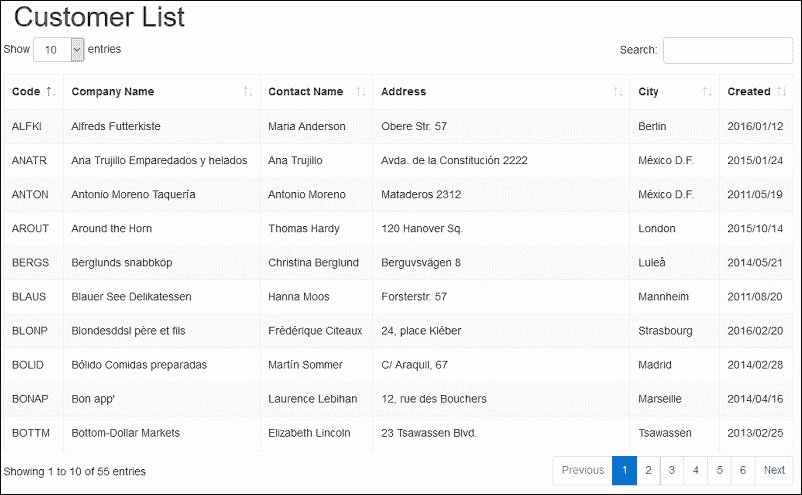 Customer List
Show 10 entries Search:
Code Company Name Contact Name Address City Created
ALFKI Alfreds Futterkiste Maria Anderson Obere Str. 57 Berlin 2016/01/12
ANATR Ana Trujillo Emparedados y helados Ana Trujillo Avda. de la Constitución 2222 México D.F. 2015/01/24
ANTON Antonio Moreno Taquería Antonio Moreno Mataderos 2312 México D.F. 2011/05/19
AROUT Around the Horn Thomas Hardy 120 Hanover Sq. London 2015/10/14
BERGS Berglunds snabbköp Christina Berglund Berguvsvägen 8 Luleå 2014/05/21
BLAUS Blauer See Delikatessen Hanna Moos Forsterstr. 57 Mannheim 2011/08/20
BLONP Blondesddsl père et fils Frédérique Citeaux 24, place Kléber Strasbourg 2016/02/20
BOLID Bólido Comidas preparadas Martín Sommer C/ Araquil, 67 Madrid 2014/02/28
BONAP Bon app' Laurence Lebihan 12, rue des Bouchers Marseille 2014/04/16
BOTTM Bottom-Dollar Markets Elizabeth Lincoln 23 Tsawassen Blvd. Tsawassen 2013/02/25
Showing 1 to 10 of 55 entries Previous 1 2 3 4 5 6 Next